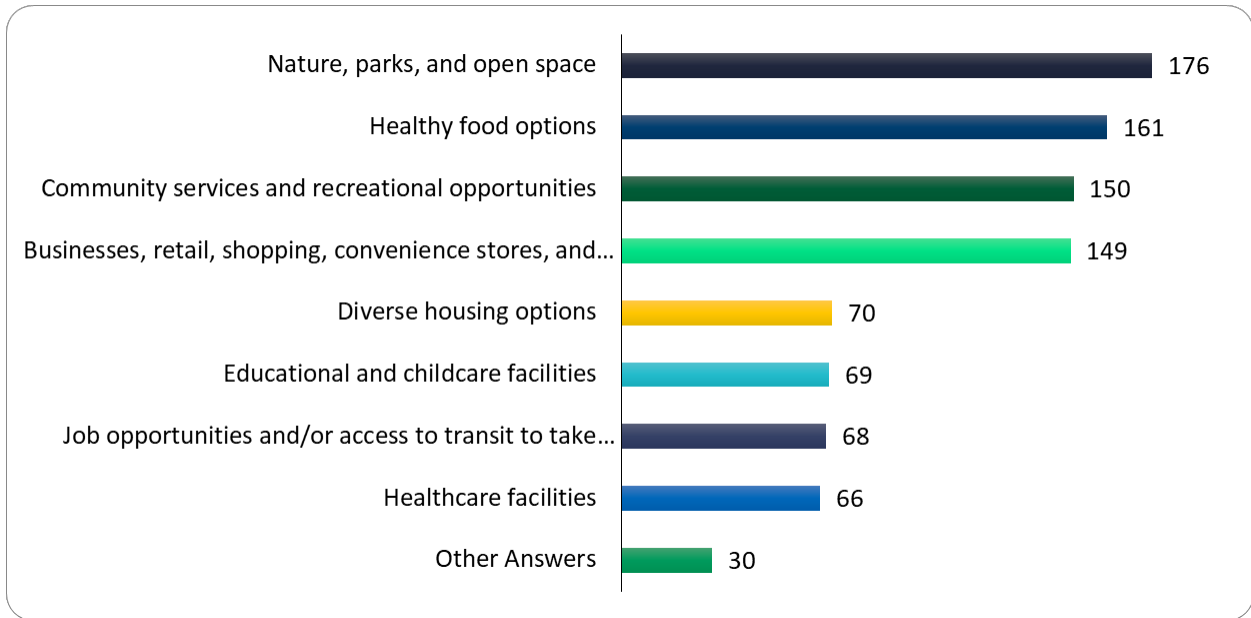 Nature, parks, and open space 176
Healthy food options 161
Community services and recreational opportunities 150
Businesses, retail, shopping, convenience stores, and... 149
Diverse housing options 70
Educational and childcare facilities 69
Job opportunities and/or access to transit to take... 68
Healthcare facilities 66
Other Answers 30